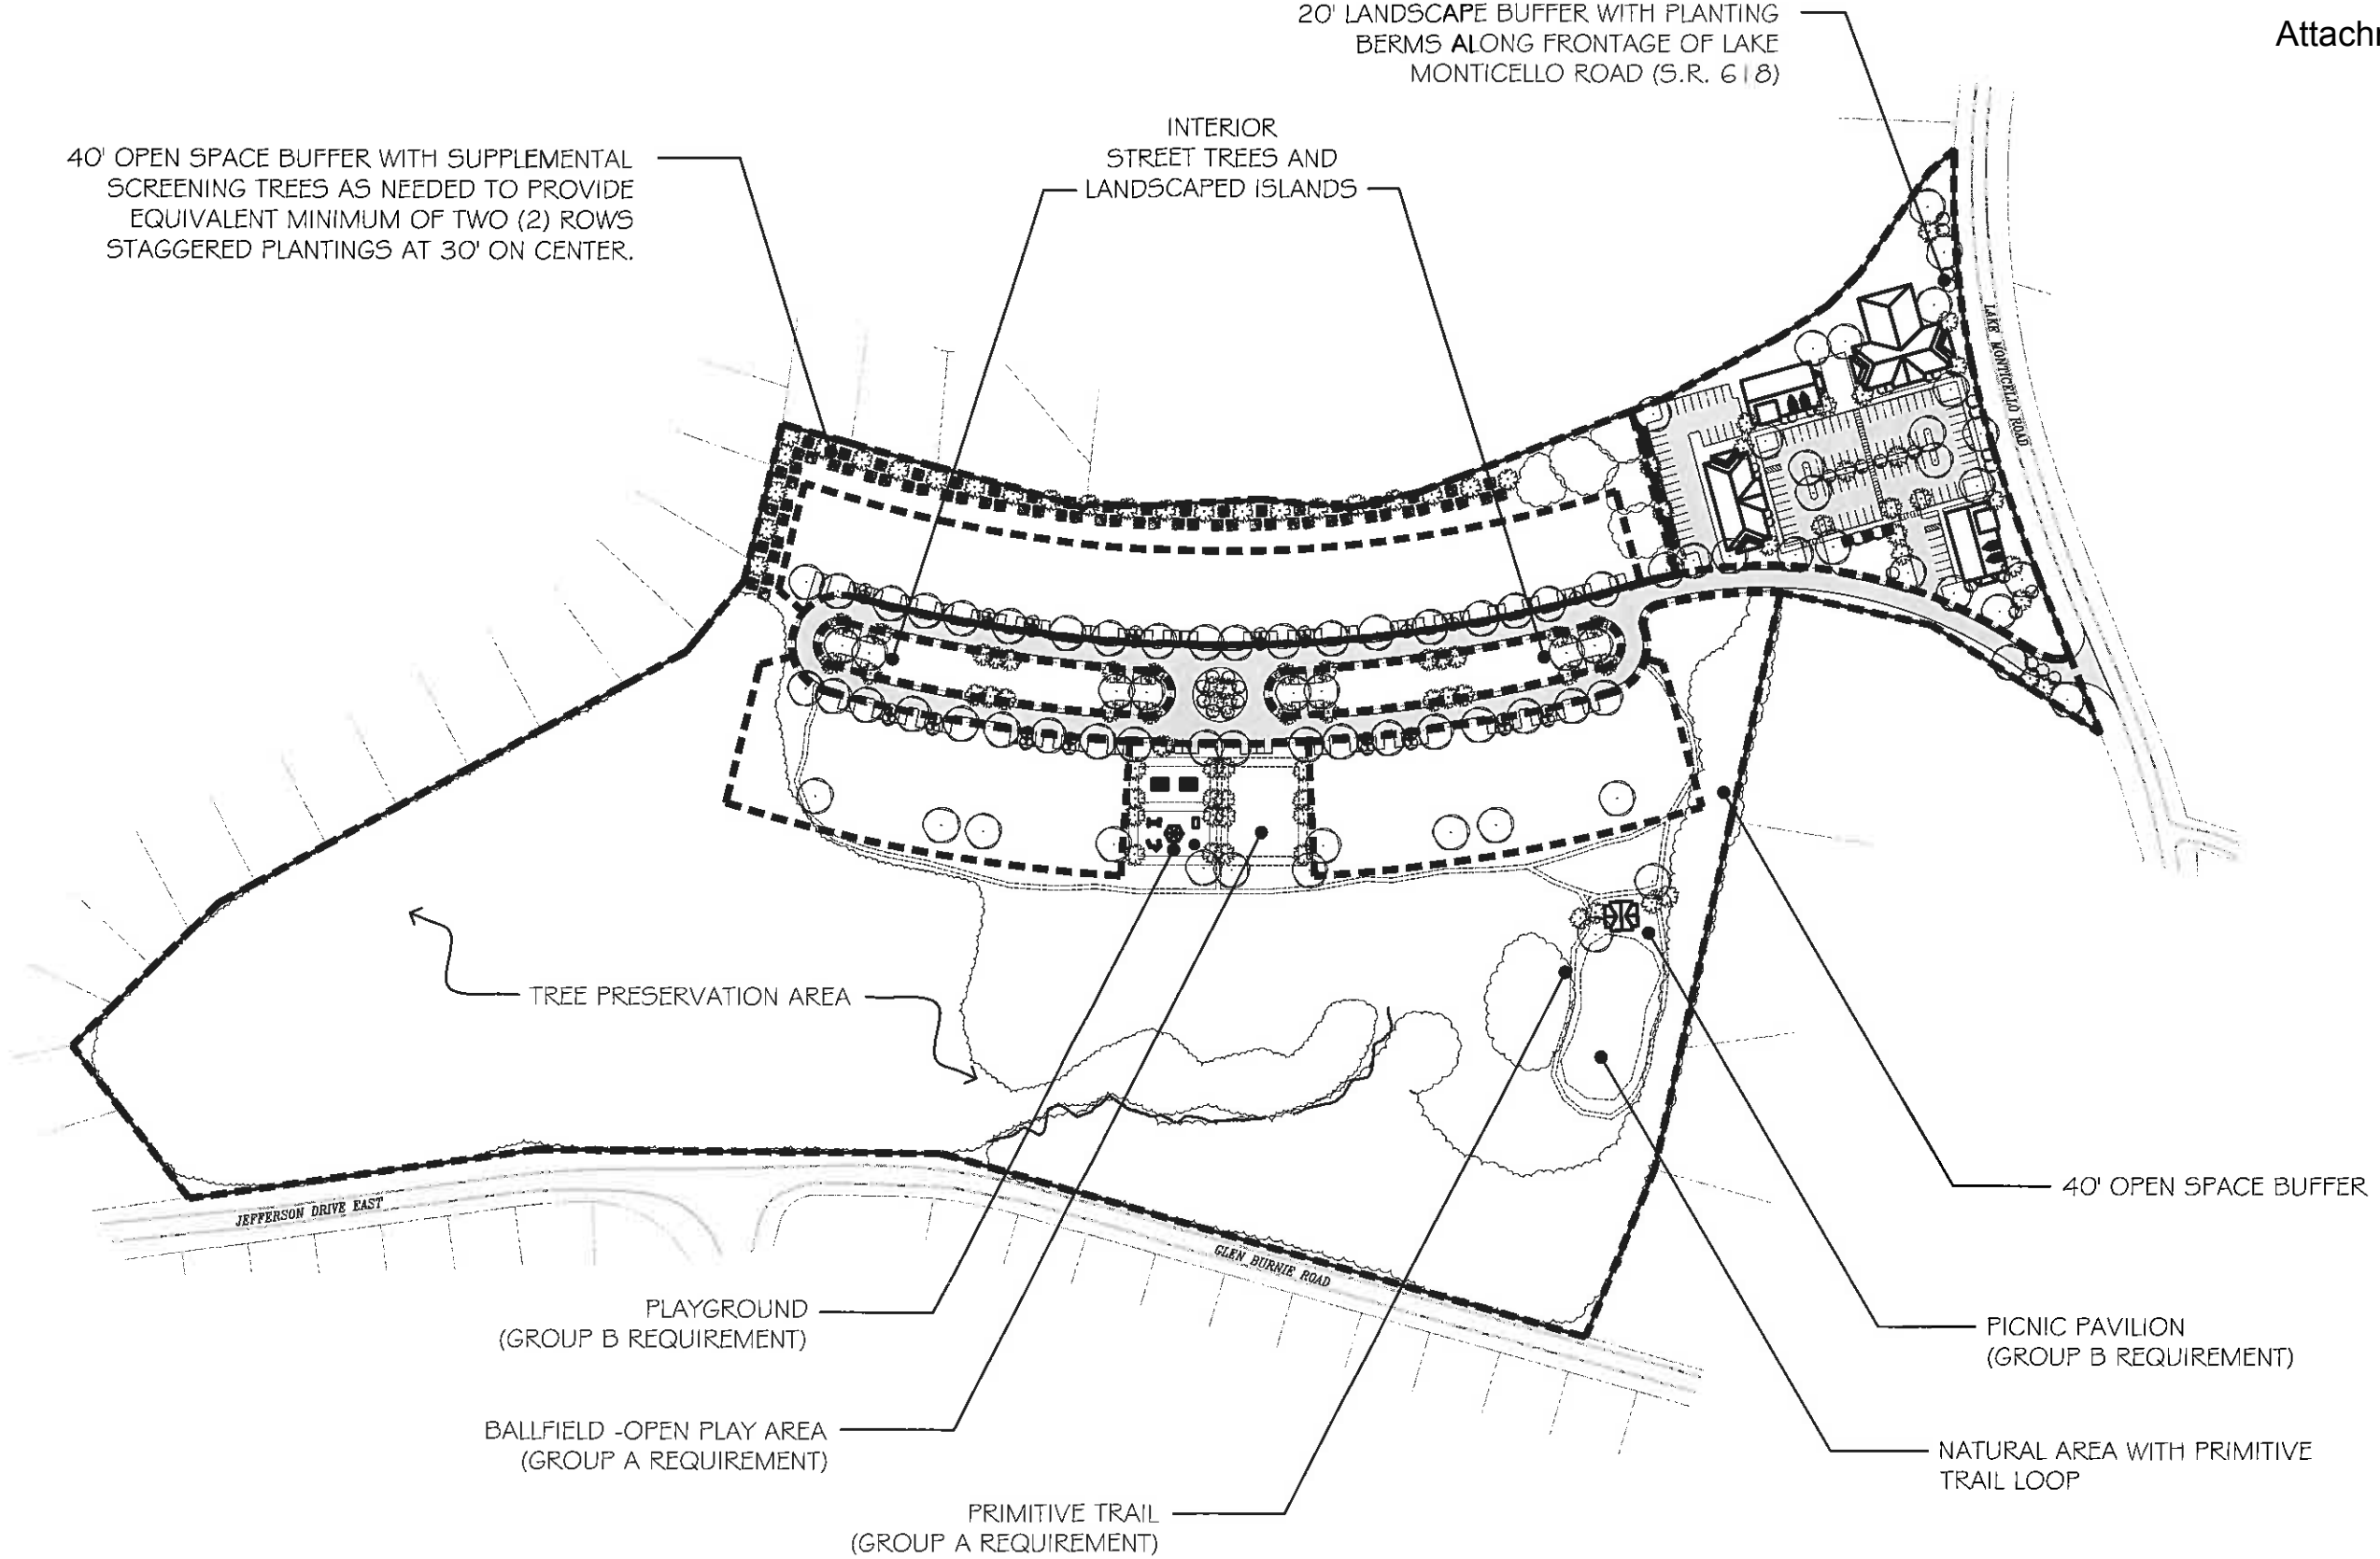 20' LANDSCAPE BUFFER WITH PLANTING
BERMS ALONG FRONTAGE OF LAKE
MONTICELLO ROAD (S.R. 618)
Attachr
INTERIOR
STREET TREES AND
LANDSCAPED ISLANDS
40' OPEN SPACE BUFFER WITH SUPPLEMENTAL
SCREENING TREES AS NEEDED TO PROVIDE
EQUIVALENT MINIMUM OF TWO (2) ROWS
STAGGERED PLANTINGS AT 30' ON CENTER.
LAKE MONTICELLO ROAD
TREE PRESERVATION AREA
40' OPEN SPACE BUFFER
JEFFERSON DRIVE EAST
GLEN BURNIE ROAD
PLAYGROUND
(GROUP B REQUIREMENT)
PICNIC PAVILION
(GROUP B REQUIREMENT)
BALLFIELD -OPEN PLAY AREA
(GROUP A REQUIREMENT)
NATURAL AREA WITH PRIMITIVE
TRAIL LOOP
PRIMITIVE TRAIL
(GROUP A REQUIREMENT)